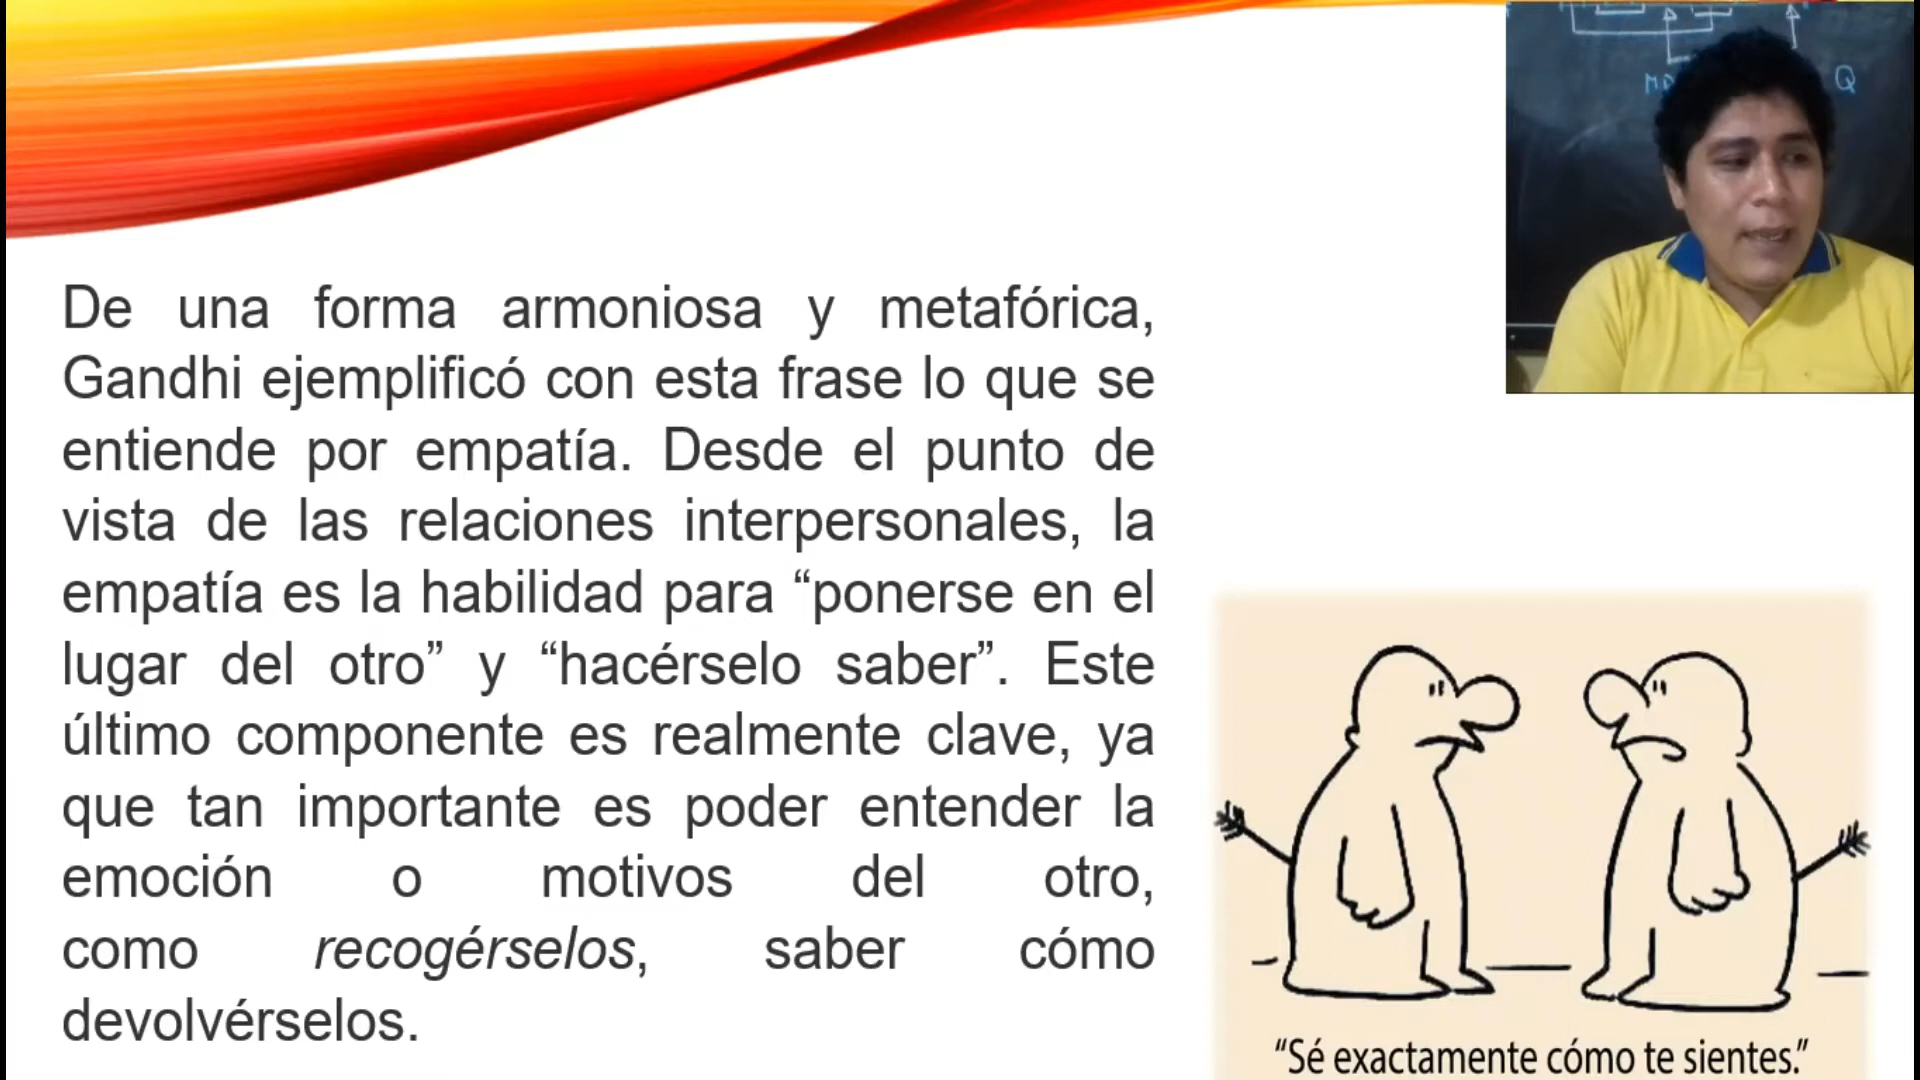 De una forma armoniosa y metafórica,
Gandhi ejemplificó con esta frase lo que se
entiende por empatía. Desde el punto de
vista de las relaciones interpersonales, la
empatía es la habilidad para “ponerse en el
lugar del otro” y “hacérselo saber”. Este
último componente es realmente clave, ya
que tan importante es poder entender la
emoción o motivos del otro,
como recogérselos, saber cómo
devolvérselos.
Q
“Sé exactamente cómo te sientes.”